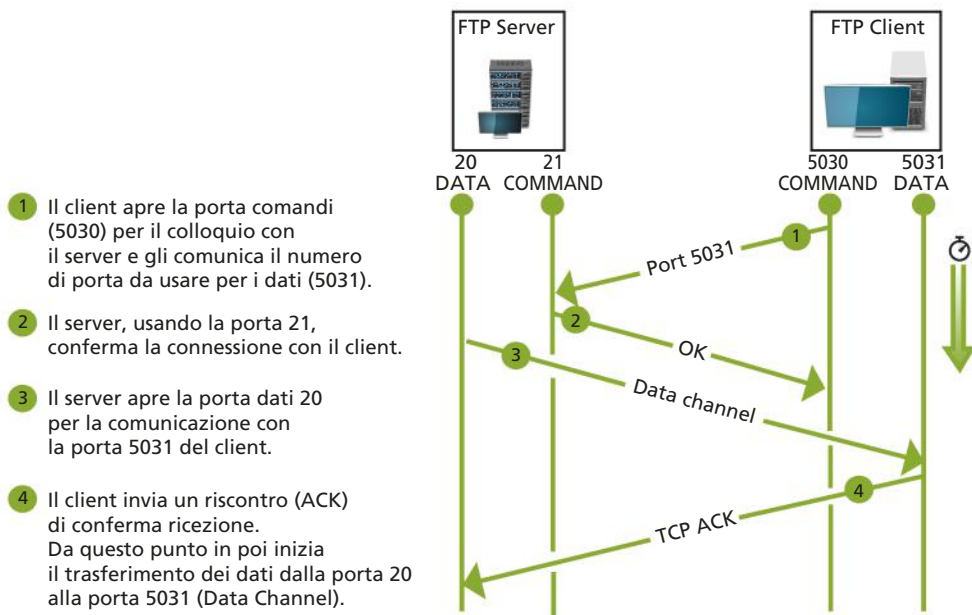 FTP Server
FTP Client
20
DATA
21
COMMAND
5030
COMMAND
5031
DATA
1 Il client apre la porta comandi
(5030) per il colloquio con
il server e gli comunica il numero
di porta da usare per i dati (5031).
2 Il server, usando la porta 21,
conferma la connessione con il client.
3 Il server apre la porta dati 20
per la comunicazione con
la porta 5031 del client.
4 Il client invia un riscontro (ACK)
di conferma ricezione.
Da questo punto in poi inizia
il trasferimento dei dati dalla porta 20
alla porta 5031 (Data Channel).
1
Port 5031
2
OK
3
Data channel
4
TCP ACK